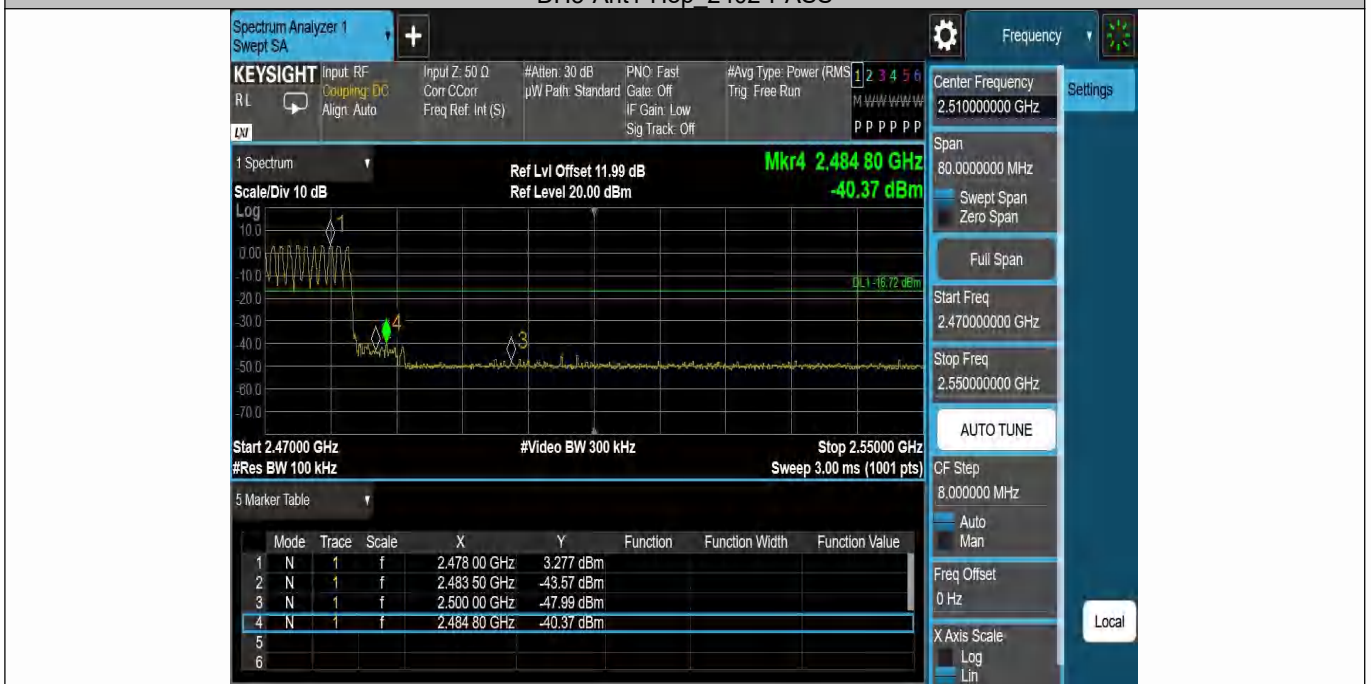 Spectrum Analyzer 1
Swept SA
+
Frequency
KEYSIGHT
RL
LXI
Input: RF
Coupling: DC
Align: Auto
Input Z: 50 Ω
Corr CCorr
Freq Ref: Int (S)
#Atten: 30 dB
µW Path: Standard
PNO: Fast
Gate: Off
IF Gain: Low
Sig Track: Off
#Avg Type: Power (RMS
Trig: Free Run
1 2 3 4 5 6
M W W W W W
P P P P P P
Center Frequency
2.510000000 GHz
Settings
1 Spectrum
Scale/Div 10 dB
Ref Lvl Offset 11.99 dB
Ref Level 20.00 dBm
Mkr4 2.484 80 GHz
-40.37 dBm
Span
80.0000000 MHz
Swept Span
Zero Span
Full Span
Log
10.0
0.00
-10.0
-20.0
-30.0
-40.0
-50.0
-60.0
-70.0
1
4
3
DL1 -16.72 dBm
Start Freq
2.470000000 GHz
Stop Freq
2.550000000 GHz
AUTO TUNE
Start 2.47000 GHz
#Video BW 300 kHz
Stop 2.55000 GHz
#Res BW 100 kHz
Sweep 3.00 ms (1001 pts)
CF Step
8.000000 MHz
Auto
Man
5 Marker Table
Mode Trace Scale X Y Function Function Width Function Value
1 N 1 f 2.478 00 GHz 3.277 dBm
2 N 1 f 2.483 50 GHz -43.57 dBm
3 N 1 f 2.500 00 GHz -47.99 dBm
4 N 1 f 2.484 80 GHz -40.37 dBm
5
6
Freq Offset
0 Hz
Local
X Axis Scale
Log
Lin